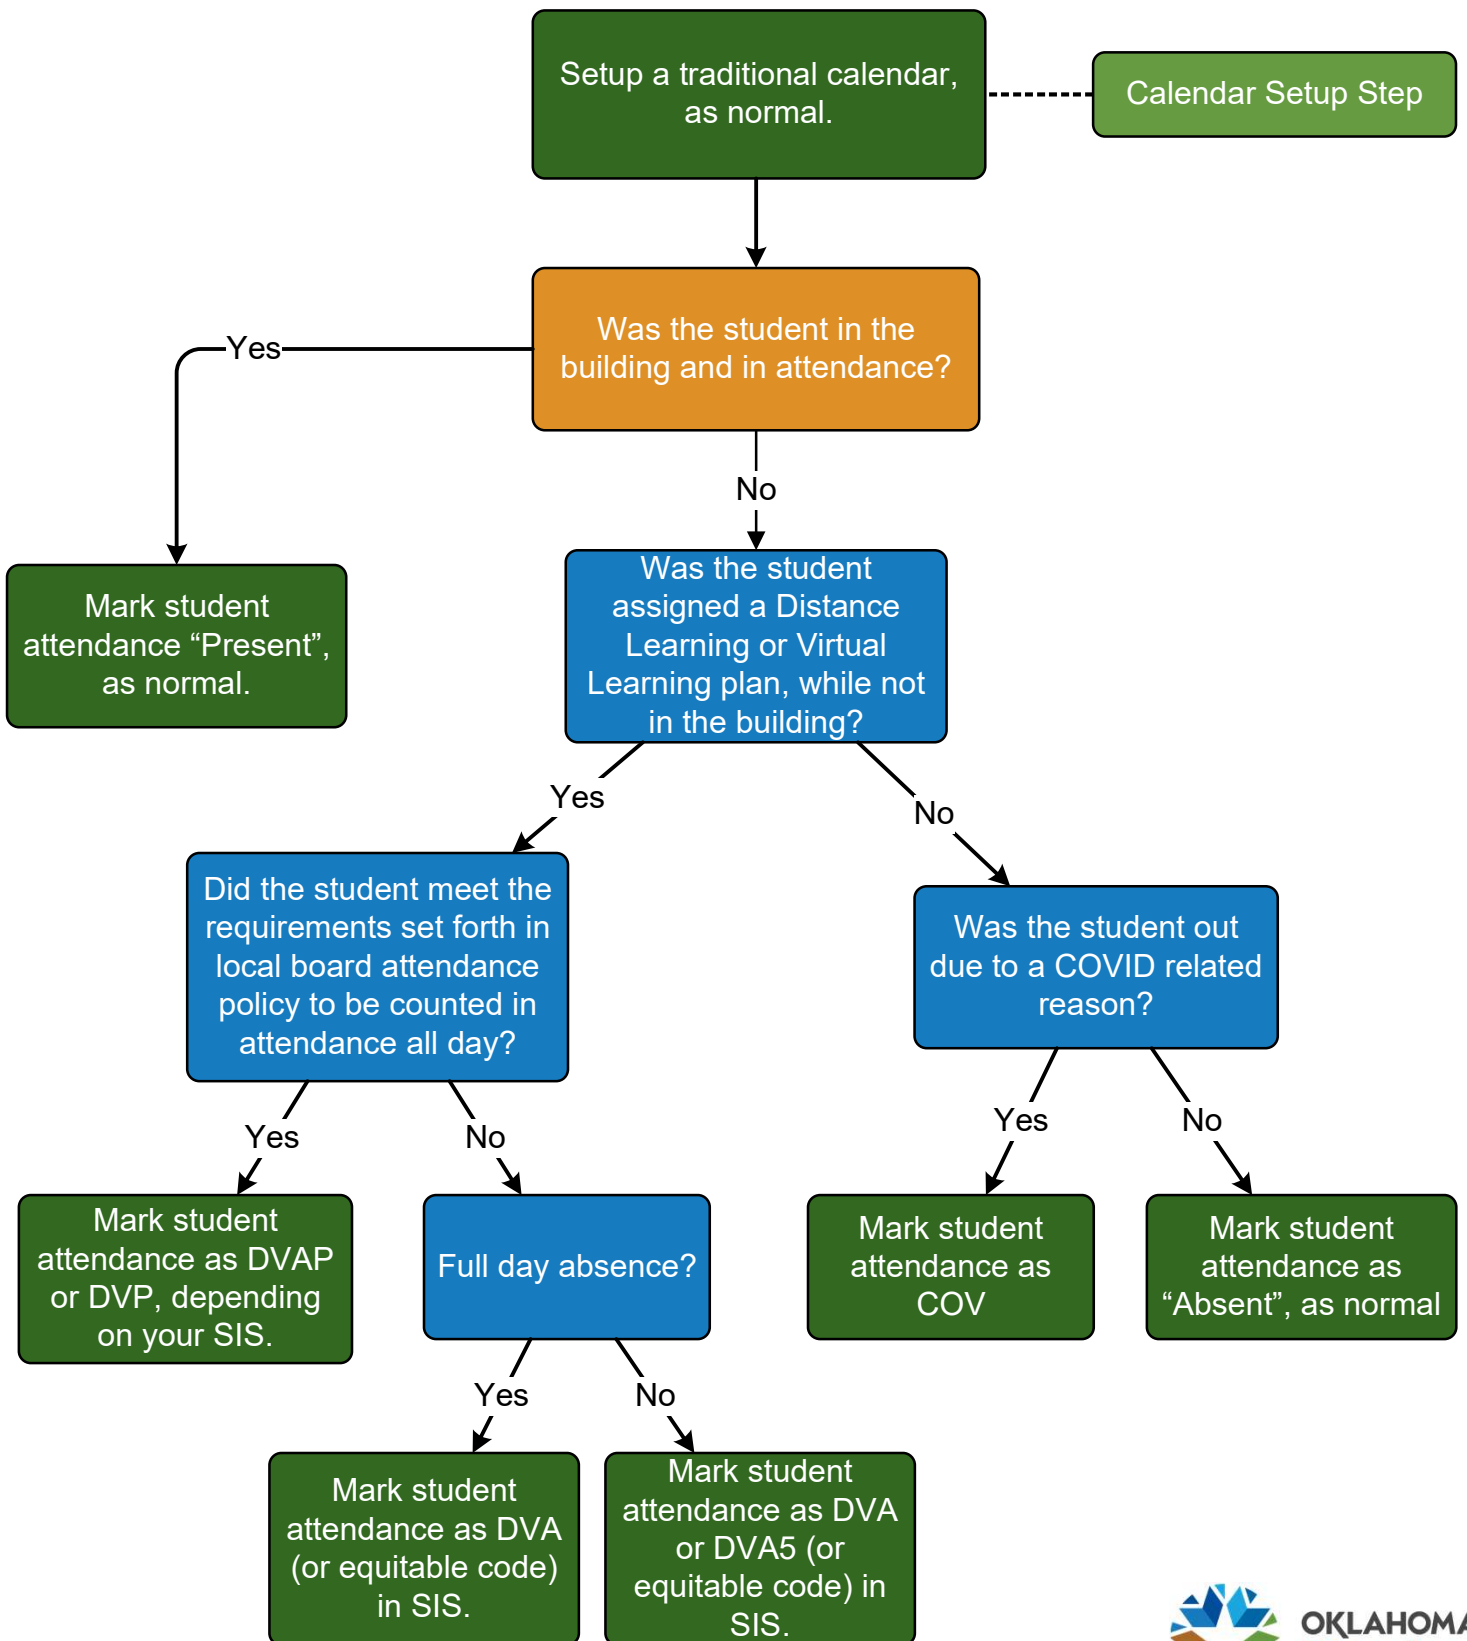 Setup a traditional calendar,
as normal.
Calendar Setup Step
Was the student in the
building and in attendance?
Yes
No
Mark student
attendance “Present”,
as normal.
Was the student
assigned a Distance
Learning or Virtual
Learning plan, while not
in the building?
Yes
No
Did the student meet the
requirements set forth in
local board attendance
policy to be counted in
attendance all day?
Was the student out
due to a COVID related
reason?
Yes
No
Yes
No
Mark student
attendance as DVAP
or DVP, depending
on your SIS.
Full day absence?
Mark student
attendance as
COV
Mark student
attendance as
“Absent”, as normal
Yes
No
Mark student
attendance as DVA
(or equitable code)
in SIS.
Mark student
attendance as DVA
or DVA5 (or
equitable code) in
SIS.
OKLAHOMA